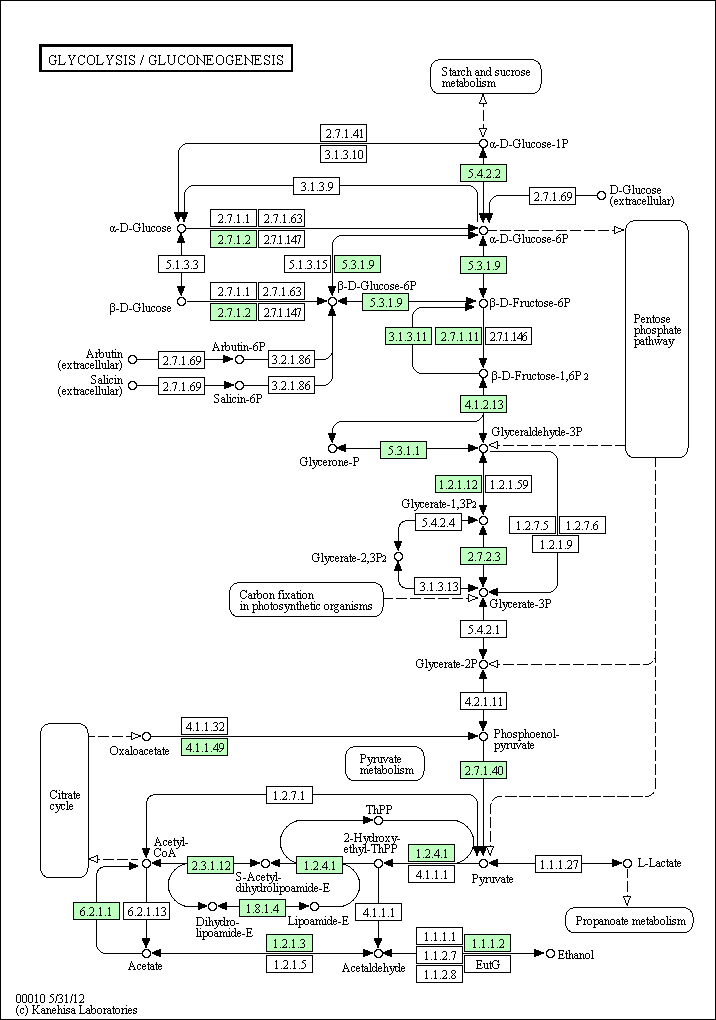 GLYCOLYSIS / GLUCONEOGENESIS
Starch and sucrose
metabolism
2.7.1.41
3.1.3.10
α-D-Glucose-1P
5.4.2.2
3.1.3.9
2.7.1.69
D-Glucose
(extracellular)
α-D-Glucose
2.7.1.1
2.7.1.63
2.7.1.2
2.7.1.147
α-D-Glucose-6P
5.1.3.3
5.1.3.15
5.3.1.9
5.3.1.9
β-D-Glucose
2.7.1.1
2.7.1.63
2.7.1.2
2.7.1.147
β-D-Glucose-6P
5.3.1.9
β-D-Fructose-6P
Pentose
phosphate
pathway
3.1.3.11
2.7.1.11
2.7.1.146
Arbutin
(extracellular)
2.7.1.69
Arbutin-6P
3.2.1.86
Salicin
(extracellular)
2.7.1.69
Salicin-6P
3.2.1.86
β-D-Fructose-1,6P2
4.1.2.13
Glyceraldehyde-3P
Glycerone-P
5.3.1.1
1.2.1.12
1.2.1.59
Glycerate-1,3P2
5.4.2.4
1.2.7.5
1.2.7.6
1.2.1.9
Glycerate-2,3P2
2.7.2.3
3.1.3.13
Carbon fixation
in photosynthetic organisms
Glycerate-3P
5.4.2.1
Glycerate-2P
4.2.1.11
4.1.1.32
Oxaloacetate
4.1.1.49
Phosphoenol-
pyruvate
Pyruvate
metabolism
2.7.1.40
Citrate
cycle
1.2.7.1
ThPP
Acetyl-
CoA
2.3.1.12
S-Acetyl-
dihydrolipoamide-E
1.2.4.1
2-Hydroxy-
ethyl-ThPP
1.2.4.1
4.1.1.1
Pyruvate
1.1.1.27
L-Lactate
6.2.1.1
6.2.1.13
Dihydro-
lipoamide-E
1.8.1.4
Lipoamide-E
4.1.1.1
Propanoate metabolism
Acetate
1.2.1.3
1.2.1.5
Acetaldehyde
1.1.1.1
1.1.1.2
1.1.2.7
EutG
1.1.2.8
Ethanol
00010 5/31/12
(c) Kanehisa Laboratories